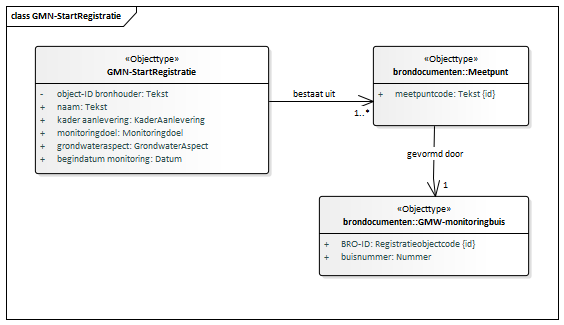 class GMN-StartRegistratie
«Objecttype»
GMN-StartRegistratie
- object-ID bronhouder: Tekst
+ naam: Tekst
+ kader aanlevering: KaderAanlevering
+ monitoringdoel: Monitoringdoel
+ grondwateraspect: GrondwaterAspect
+ begindatum monitoring: Datum
bestaat uit
1..*
«Objecttype»
brondocumenten::Meetpunt
+ meetpuntcode: Tekst {id}
gevormd door
1
«Objecttype»
brondocumenten::GMW-monitoringbuis
+ BRO-ID: Registratieobjectcode {id}
+ buisnummer: Nummer